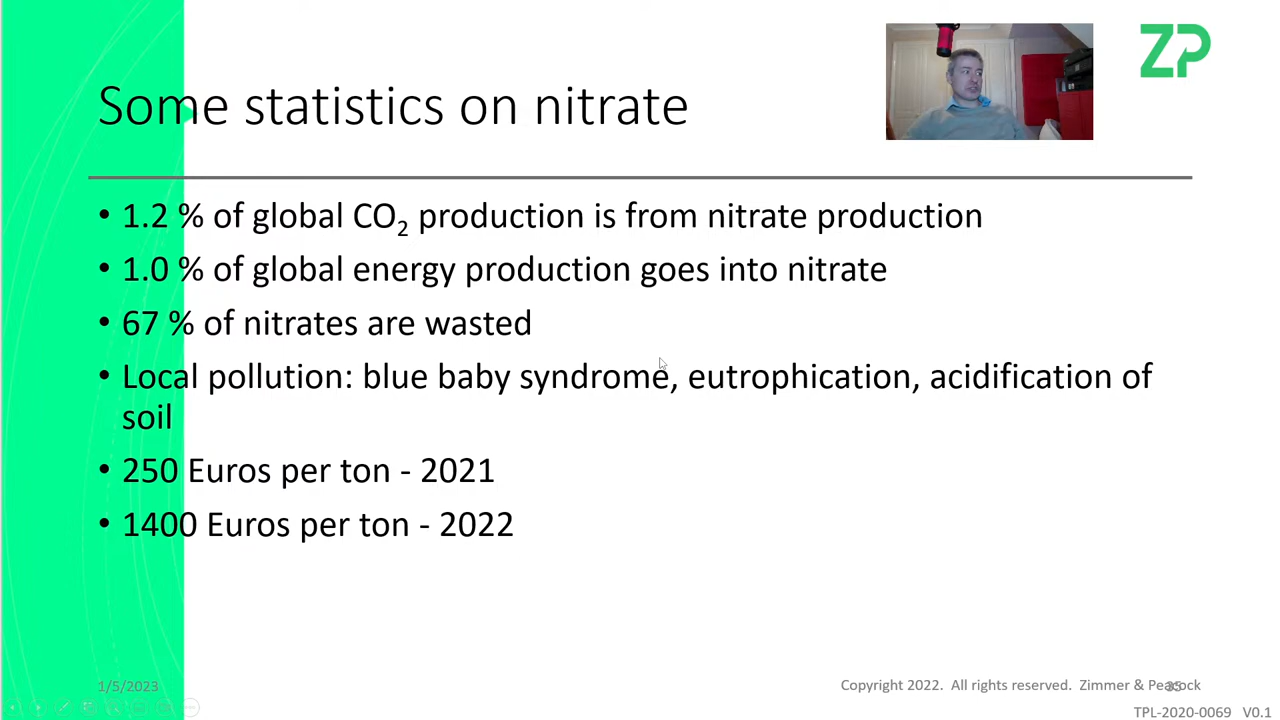 ZP
Some statistics on nitrate
• 1.2 % of global CO₂ production is from nitrate production
• 1.0 % of global energy production goes into nitrate
• 67 % of nitrates are wasted
• Local pollution: blue baby syndrome, eutrophication, acidification of
soil
• 250 Euros per ton - 2021
• 1400 Euros per ton - 2022
1/5/2023
Copyright 2022. All rights reserved. Zimmer & Peacock
35
TPL-2020-0069 V0.1